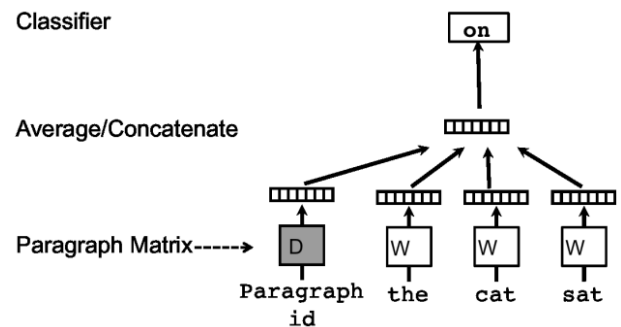 Classifier
on
Average/Concatenate
Paragraph Matrix
D
W
W
W
Paragraph
id
the
cat
sat